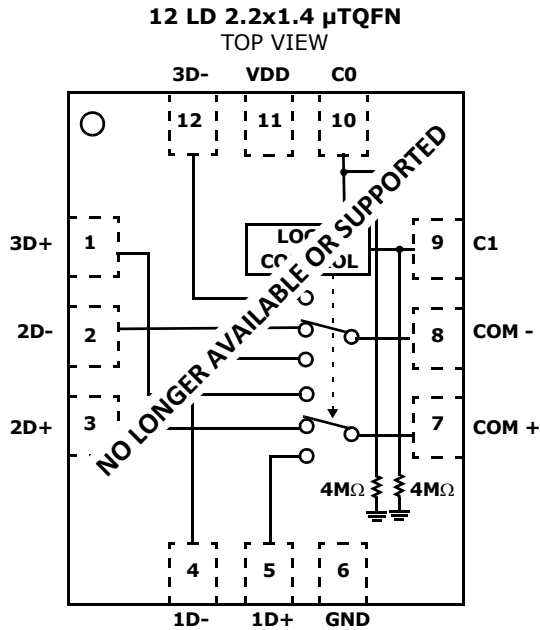 12 LD 2.2x1.4 µTQFN
TOP VIEW
3D- VDD C0
12 11 10
3D+ 1 9 C1
2D- 2 8 COM -
2D+ 3 7 COM +
4MΩ 4MΩ
4 5 6
1D- 1D+ GND
NO LONGER AVAILABLE OR SUPPORTED